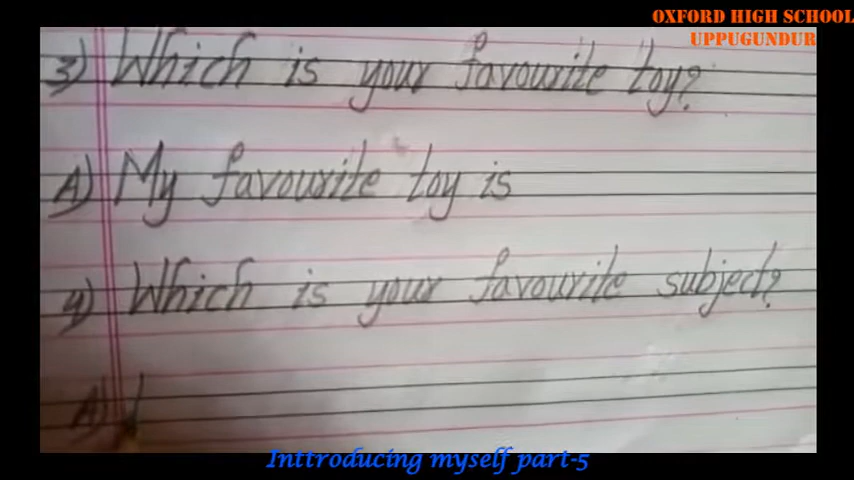 OXFORD HIGH SCHOOL
UPPUGUNDUR
3) Which is your favourite toy?
A) My favourite toy is
4) Which is your favourite subject?
A)
Inttroducing myself part-5